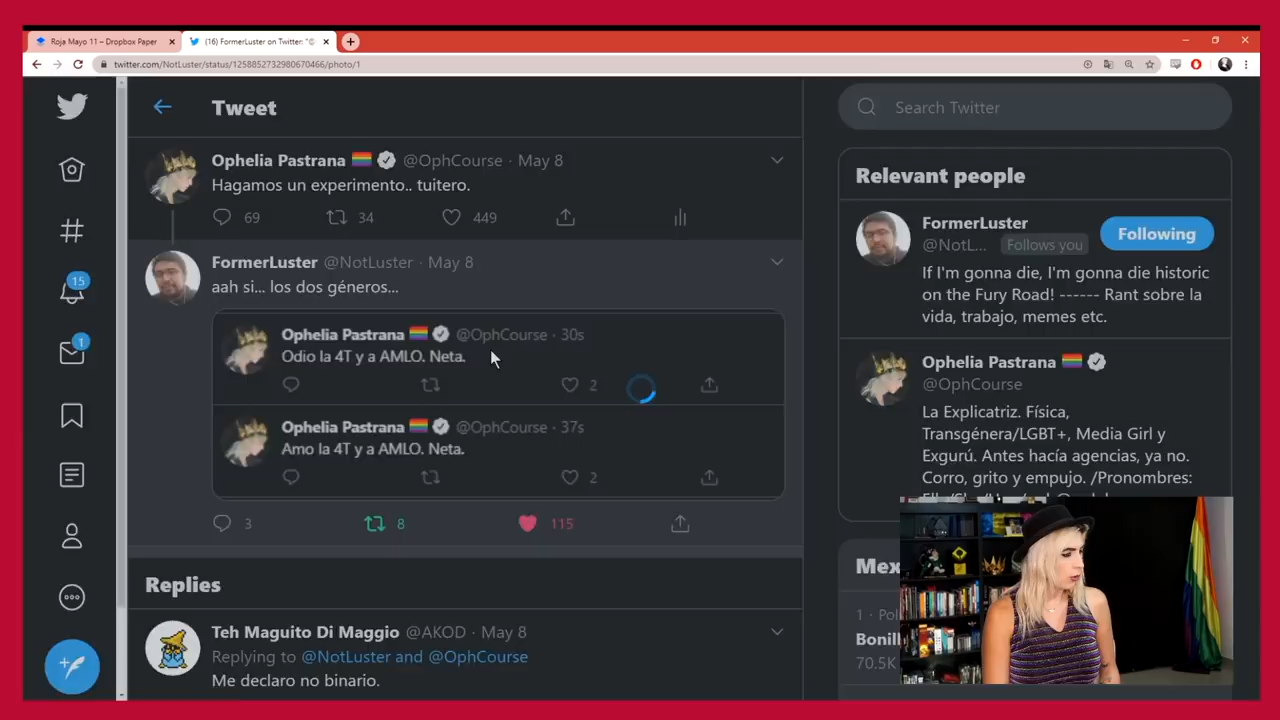 Roja Mayo 11 – Dropbox Paper
(16) FormerLuster on Twitter: "@
twitter.com/NotLuster/status/1258852732980670466/photo/1
Tweet
Search Twitter
Ophelia Pastrana 🏳️‍🌈 @OphCourse · May 8
Hagamos un experimento.. tuitero.
69 34 449
FormerLuster @NotLuster · May 8
aah si... los dos géneros...
Ophelia Pastrana 🏳️‍🌈 @OphCourse · 30s
Odio la 4T y a AMLO. Neta.
2
Ophelia Pastrana 🏳️‍🌈 @OphCourse · 37s
Amo la 4T y a AMLO. Neta.
2
3 8 115
Replies
Teh Maguito Di Maggio @AKOD · May 8
Replying to @NotLuster and @OphCourse
Me declaro no binario.
15
1
Relevant people
FormerLuster
@NotL... Follows you
Following
If I'm gonna die, I'm gonna die historic
on the Fury Road! ------ Rant sobre la
vida, trabajo, memes etc.
Ophelia Pastrana 🏳️‍🌈
@OphCourse
La Explicatriz. Física,
Transgénera/LGBT+, Media Girl y
Exgurú. Antes hacía agencias, ya no.
Corro, grito y empujo. /Pronombres:
Mex
1 · Pol
Bonill
70.5K